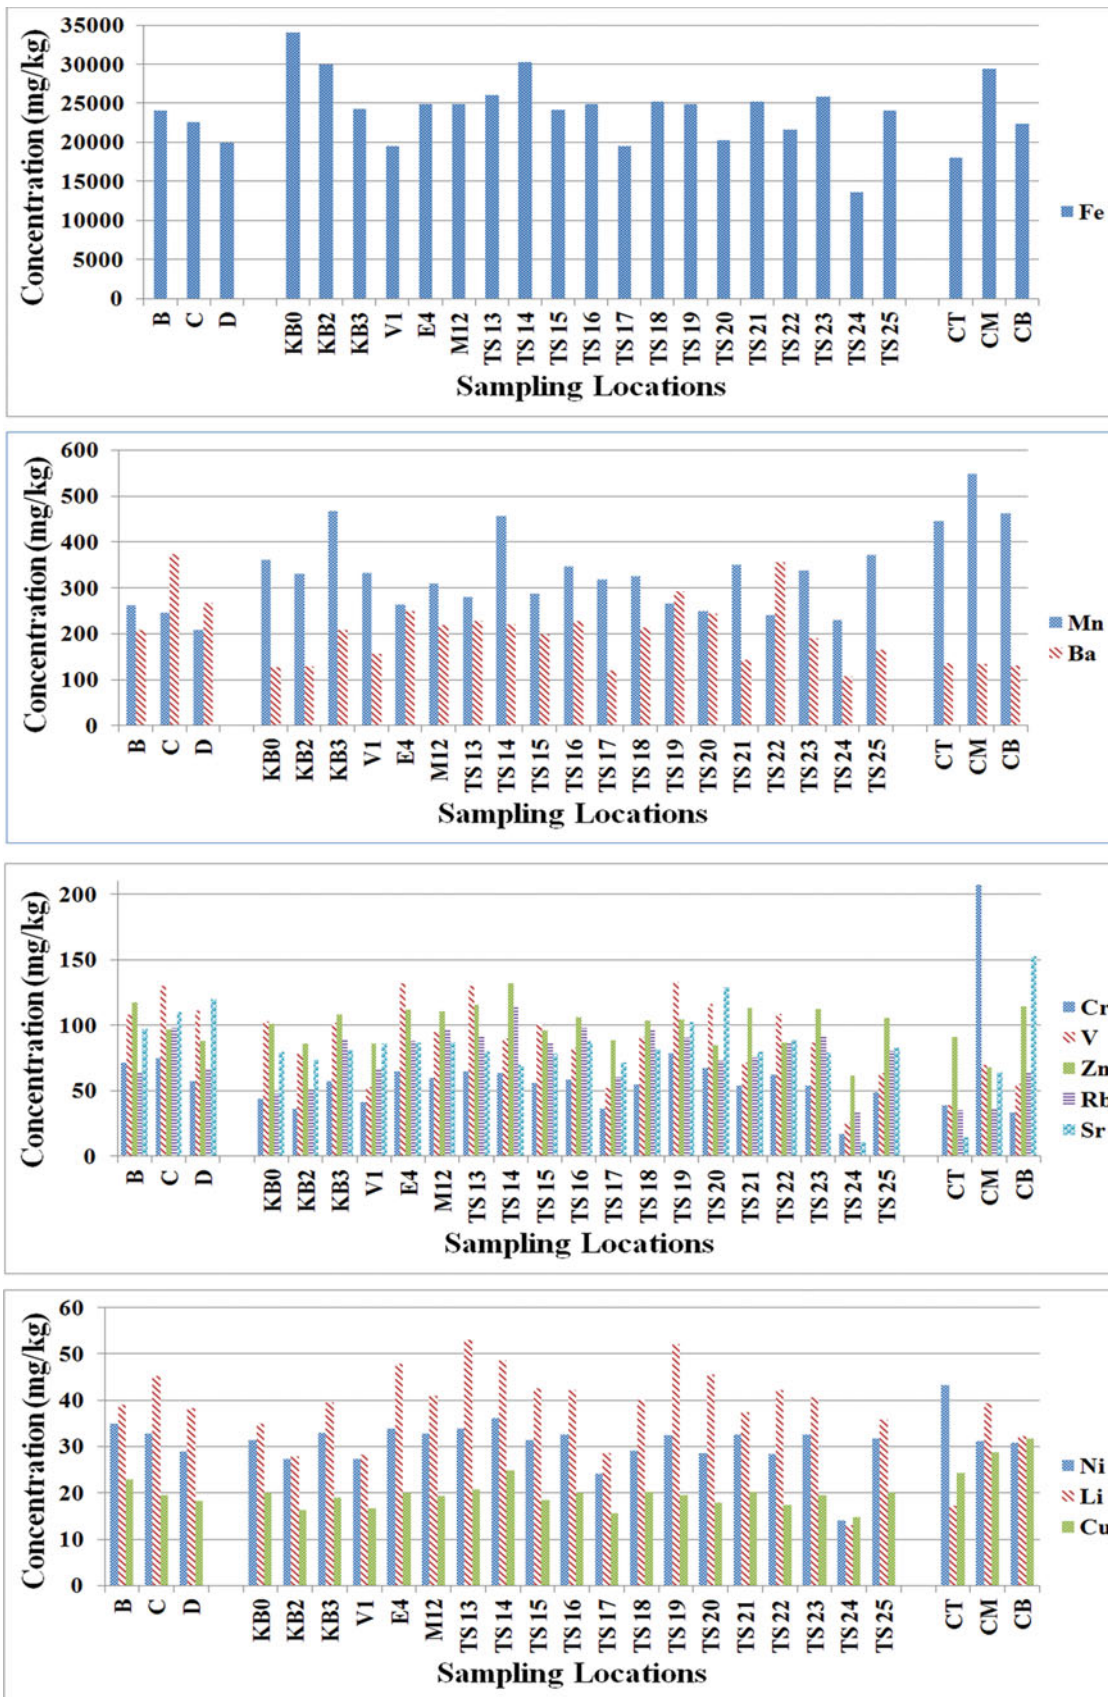 Concentration (mg/kg)
35000
30000
25000
20000
15000
10000
5000
0
B C D KB0 KB2 KB3 V1 E4 M12 TS 13 TS 14 TS 15 TS 16 TS 17 TS 18 TS 19 TS 20 TS 21 TS 22 TS 23 TS 24 TS 25 CT CM CB
Sampling Locations
Fe
Concentration (mg/kg)
600
500
400
300
200
100
0
B C D KB0 KB2 KB3 V1 E4 M12 TS 13 TS 14 TS 15 TS 16 TS 17 TS 18 TS 19 TS 20 TS 21 TS 22 TS 23 TS 24 TS 25 CT CM CB
Sampling Locations
Mn
Ba
Concentration (mg/kg)
200
150
100
50
0
B C D KB0 KB2 KB3 V1 E4 M12 TS 13 TS 14 TS 15 TS 16 TS 17 TS 18 TS 19 TS 20 TS 21 TS 22 TS 23 TS 24 TS 25 CT CM CB
Sampling Locations
Cr
V
Zn
Rb
Sr
Concentration (mg/kg)
60
50
40
30
20
10
0
B C D KB0 KB2 KB3 V1 E4 M12 TS 13 TS 14 TS 15 TS 16 TS 17 TS 18 TS 19 TS 20 TS 21 TS 22 TS 23 TS 24 TS 25 CT CM CB
Sampling Locations
Ni
Li
Cu